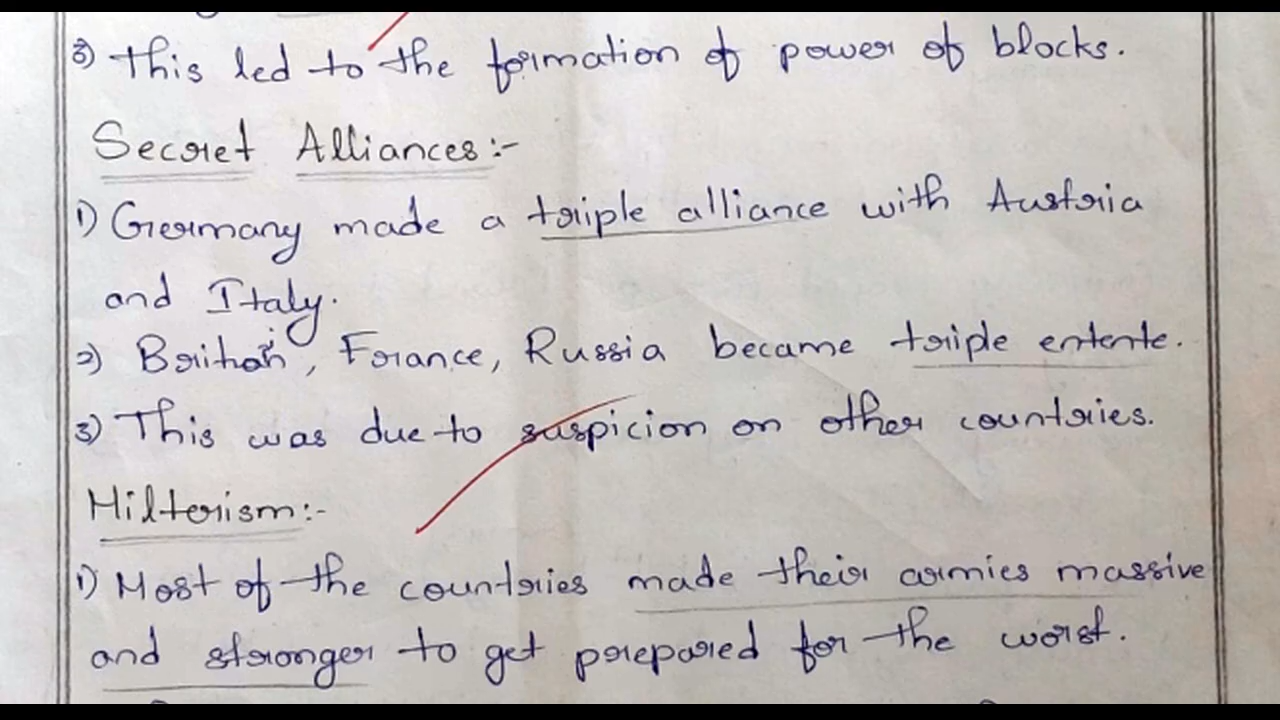 3) This led to the formation of power of blocks.
Secret Alliances:-
1) Germany made a triple alliance with Austria
and Italy.
2) Britain, France, Russia became triple entente.
3) This was due to suspicion on other countries.
Milterism:-
1) Most of the countries made their armies massive
and stronger to get prepared for the worst.